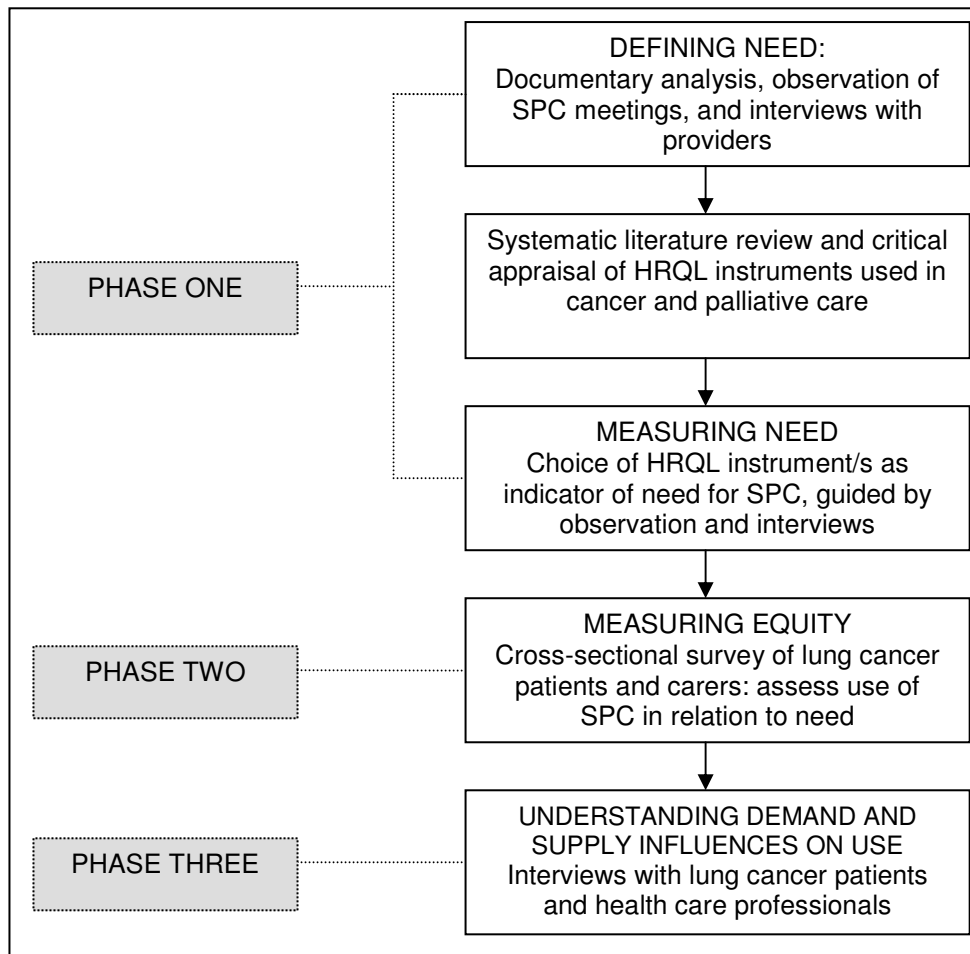 DEFINING NEED:
Documentary analysis, observation of
SPC meetings, and interviews with
providers
PHASE ONE
Systematic literature review and critical
appraisal of HRQL instruments used in
cancer and palliative care
MEASURING NEED
Choice of HRQL instrument/s as
indicator of need for SPC, guided by
observation and interviews
PHASE TWO
MEASURING EQUITY
Cross-sectional survey of lung cancer
patients and carers: assess use of
SPC in relation to need
PHASE THREE
UNDERSTANDING DEMAND AND
SUPPLY INFLUENCES ON USE
Interviews with lung cancer patients
and health care professionals